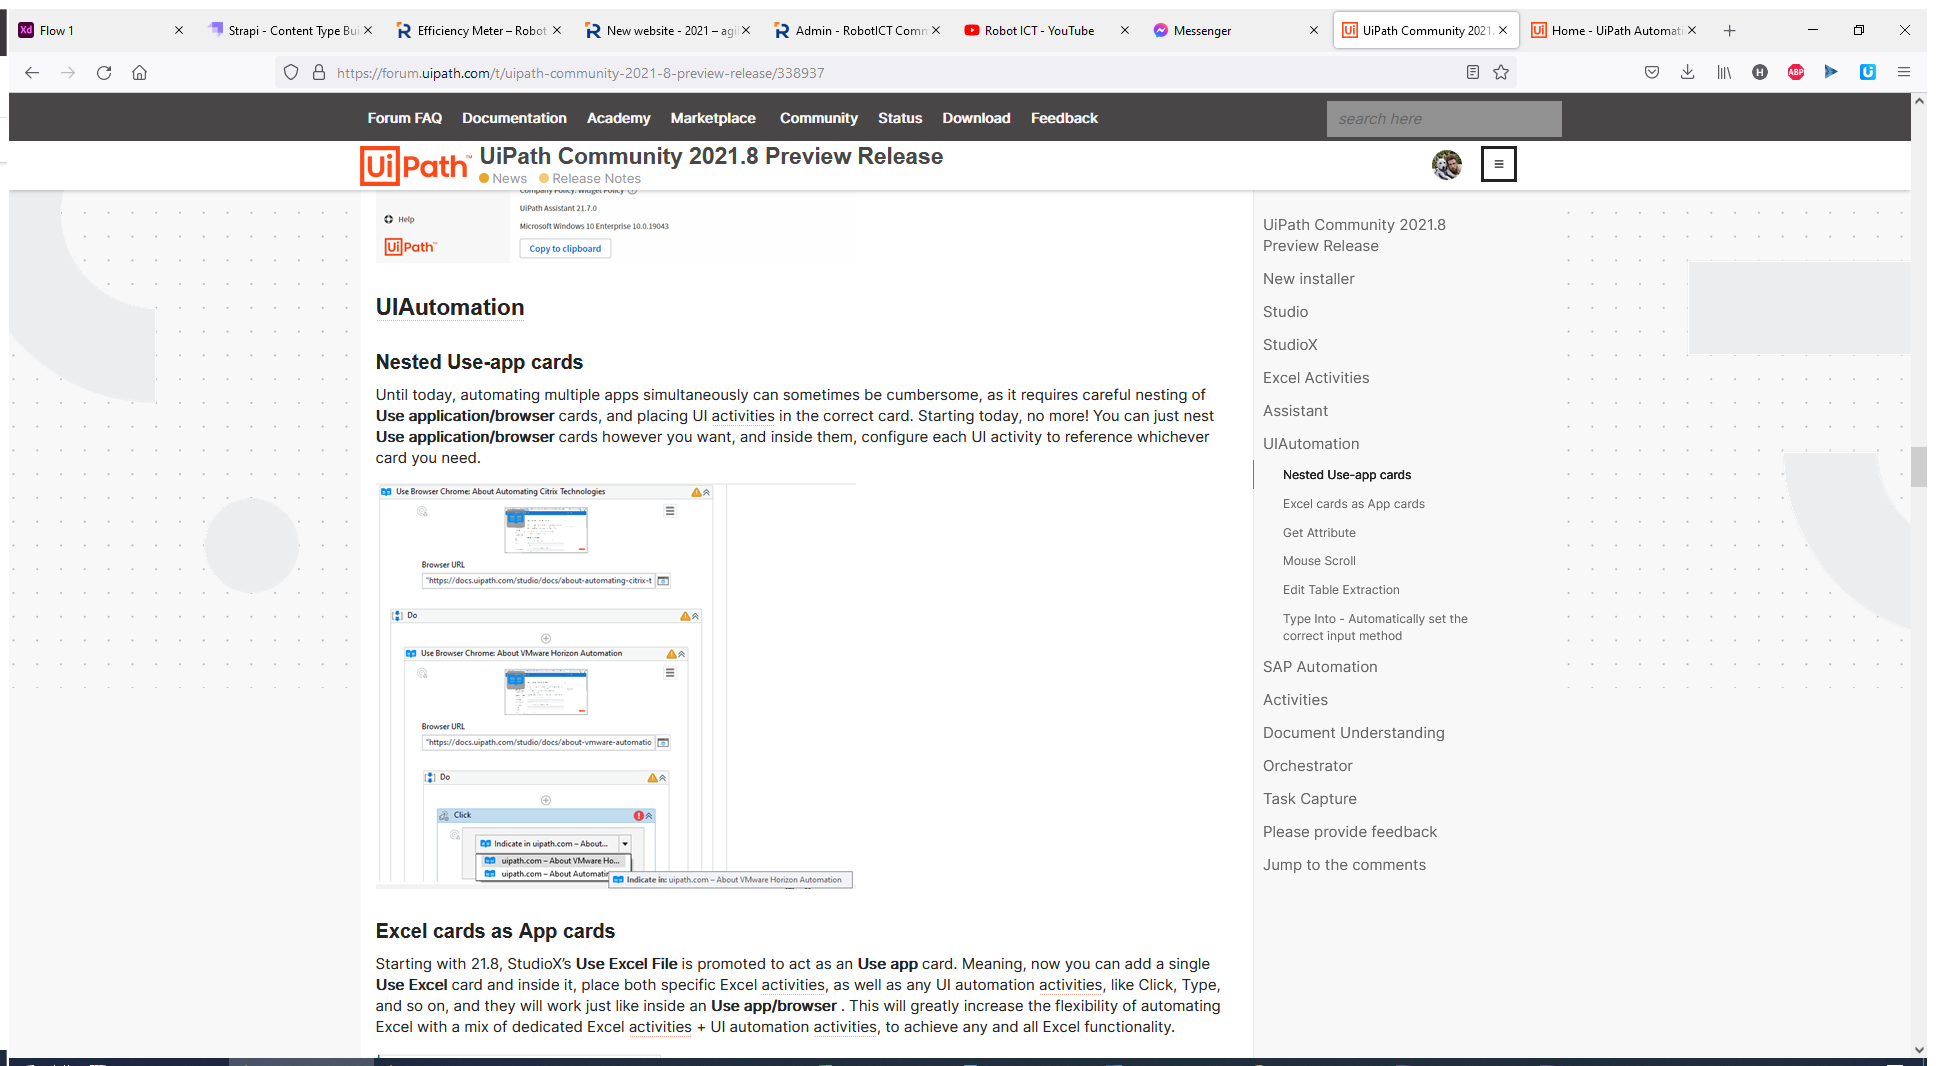 Flow 1
Strapi - Content Type Bui
Efficiency Meter – Robot
New website - 2021 – agil
Admin - RobotICT Comm
Robot ICT - YouTube
Messenger
UiPath Community 2021.
Home - UiPath Automati
https://forum.uipath.com/t/uipath-community-2021-8-preview-release/338937
Forum FAQ Documentation Academy Marketplace Community Status Download Feedback
search here
UiPath™
UiPath Community 2021.8 Preview Release
News Release Notes
Company Policy: Widget Policy
UiPath Assistant 21.7.0
Help
Microsoft Windows 10 Enterprise 10.0.19043
UiPath
Copy to clipboard
UIAutomation
Nested Use-app cards
Until today, automating multiple apps simultaneously can sometimes be cumbersome, as it requires careful nesting of
Use application/browser cards, and placing UI activities in the correct card. Starting today, no more! You can just nest
Use application/browser cards however you want, and inside them, configure each UI activity to reference whichever
card you need.
Use Browser Chrome: About Automating Citrix Technologies
Browser URL
"https://docs.uipath.com/studio/docs/about-automating-citrix-t
Do
Use Browser Chrome: About VMware Horizon Automation
Browser URL
"https://docs.uipath.com/studio/docs/about-vmware-automatio
Do
Click
Indicate in uipath.com – About...
uipath.com – About VMware Ho...
uipath.com – About Automatin
Indicate in: uipath.com – About VMware Horizon Automation
Excel cards as App cards
Starting with 21.8, StudioX's Use Excel File is promoted to act as an Use app card. Meaning, now you can add a single
Use Excel card and inside it, place both specific Excel activities, as well as any UI automation activities, like Click, Type,
and so on, and they will work just like inside an Use app/browser . This will greatly increase the flexibility of automating
Excel with a mix of dedicated Excel activities + UI automation activities, to achieve any and all Excel functionality.
UiPath Community 2021.8
Preview Release
New installer
Studio
StudioX
Excel Activities
Assistant
UIAutomation
Nested Use-app cards
Excel cards as App cards
Get Attribute
Mouse Scroll
Edit Table Extraction
Type Into - Automatically set the
correct input method
SAP Automation
Activities
Document Understanding
Orchestrator
Task Capture
Please provide feedback
Jump to the comments